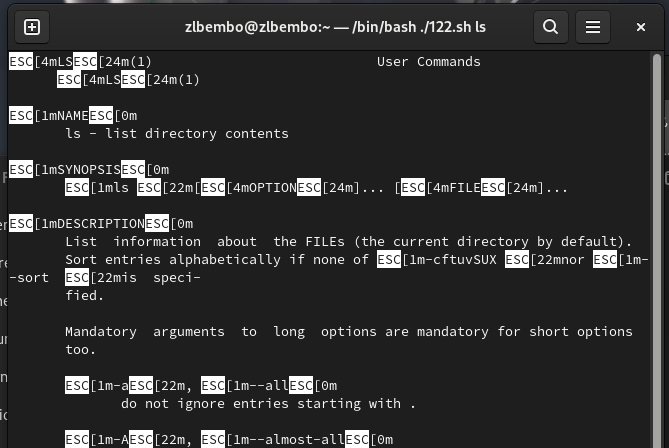 zlbembo@zlbembo:~ — /bin/bash ./122.sh ls
ESC[4mLSESC[24m(1) User Commands
ESC[4mLSESC[24m(1)
ESC[1mNAMEESC[0m
ls - list directory contents
ESC[1mSYNOPSISESC[0m
ESC[1mls ESC[22m[ESC[4mOPTIONESC[24m]... [ESC[4mFILEESC[24m]...
ESC[1mDESCRIPTIONESC[0m
List information about the FILEs (the current directory by default).
Sort entries alphabetically if none of ESC[1m-cftuvSUX ESC[22mnor ESC[1m-
-sort ESC[22mis speci-
fied.
Mandatory arguments to long options are mandatory for short options
too.
ESC[1m-aESC[22m, ESC[1m--allESC[0m
do not ignore entries starting with .
ESC[1m-AESC[22m, ESC[1m--almost-allESC[0m